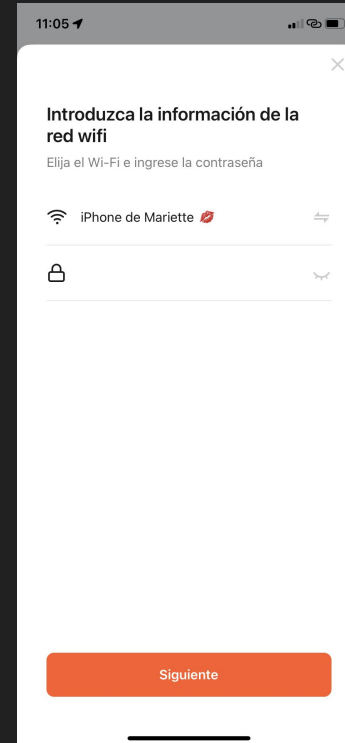 11:05
Introduzca la información de la
red wifi
Elija el Wi-Fi e ingrese la contraseña
iPhone de Mariette 💋
Siguiente